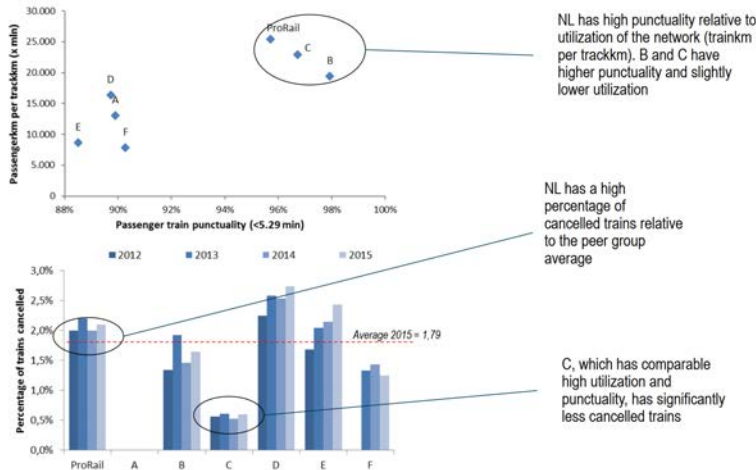 30.000
25.000
20.000
15.000
10.000
5.000
0
Passengerkm per trackkm (x mln)
ProRail
C
B
D
A
E
F
88%
90%
92%
94%
96%
98%
100%
Passenger train punctuality (<5.29 min)
NL has high punctuality relative to
utilization of the network (trainkm
per trackkm). B and C have
higher punctuality and slightly
lower utilization
NL has a high
percentage of
cancelled trains relative
to the peer group
average
2012
2013
2014
2015
3,0%
2,5%
2,0%
1,5%
1,0%
0,5%
0,0%
Percentage of trains cancelled
Average 2015 = 1,79
ProRail
A
B
C
D
E
F
C, which has comparable
high utilization and
punctuality, has significantly
less cancelled trains